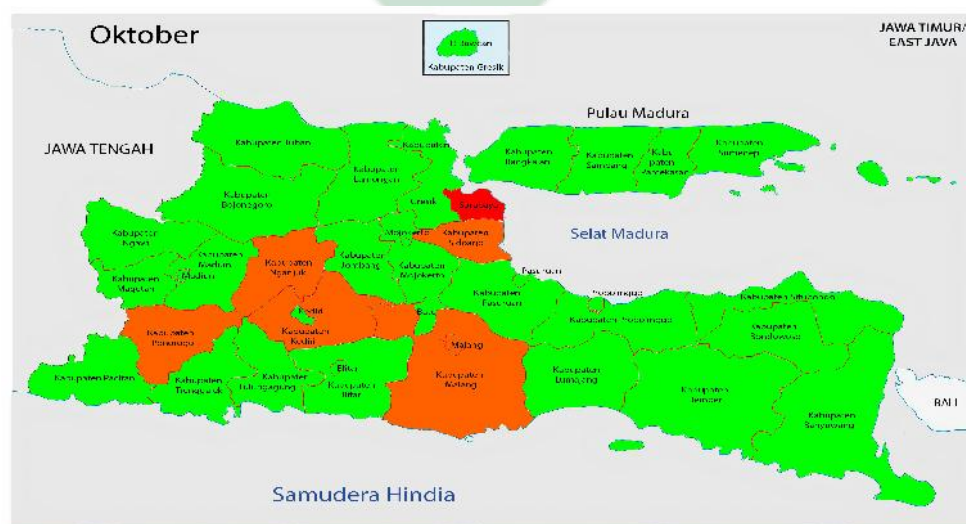 Oktober
Kabupaten Gresik
JAWA TIMUR/
EAST JAVA
Pulau Madura
JAWA TENGAH
Kabupaten Tuban
Kabupaten
Lamongan
Kabupaten
Bangkalan
Kabupaten
Sampang
Kabu
paten
Pamekasan
Kabupaten
Sumenep
Kabupaten
Bojonegoro
Gresik
Surabaya
Selat Madura
Kabupaten
Ngawi
Kabupaten
Madiun
Madiun
Kabupaten
Magetan
Kabupaten
Nganjuk
Kabupaten
Jombang
Mojokerto
Kabupaten
Mojokerto
Kabupaten
Sidoarjo
Pasuruan
Kabupaten
Pasuruan
Probolinggo
Kabupaten Probolinggo
Kabupaten Situbondo
Kabupaten
Bondowoso
Kabupaten
Ponorogo
Kediri
Kabupaten
Kediri
Batu
Malang
Kabupaten
Malang
Kabupaten Pacitan
Kabupaten
Trenggalek
Kabupaten
Tulungagung
Blitar
Kabupaten
Blitar
Kabupaten
Lumajang
Kabupaten
Jember
Kabupaten
Banyuwangi
BALI
Samudera Hindia